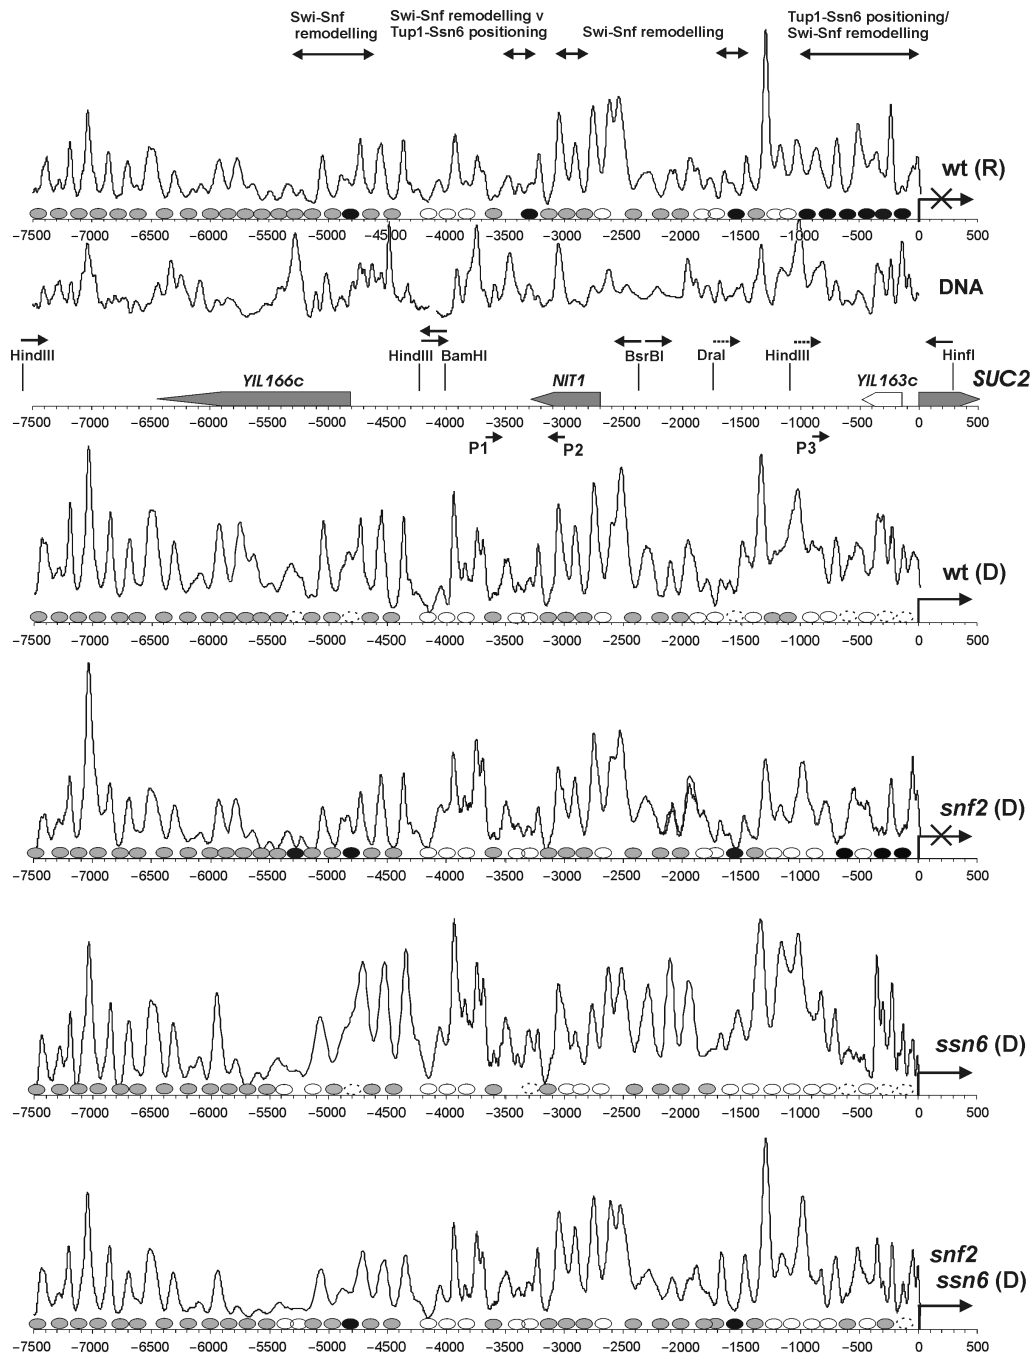 Swi-Snf
remodelling
Swi-Snf remodelling v
Tup1-Ssn6 positioning
Swi-Snf remodelling
Tup1-Ssn6 positioning/
Swi-Snf remodelling
wt (R)
−7500 −7000 −6500 −6000 −5500 −5000 −4500 −4000 −3500 −3000 −2500 −2000 −1500 −1000 −500 0 500
DNA
HindIII HindIII BamHI BsrBI DraI HindIII HinfI
YIL166c NIT1 YIL163c SUC2
−7500 −7000 −6500 −6000 −5500 −5000 −4500 −4000 −3500 −3000 −2500 −2000 −1500 −1000 −500 0 500
P1 P2 P3
wt (D)
−7500 −7000 −6500 −6000 −5500 −5000 −4500 −4000 −3500 −3000 −2500 −2000 −1500 −1000 −500 0 500
snf2 (D)
−7500 −7000 −6500 −6000 −5500 −5000 −4500 −4000 −3500 −3000 −2500 −2000 −1500 −1000 −500 0 500
ssn6 (D)
−7500 −7000 −6500 −6000 −5500 −5000 −4500 −4000 −3500 −3000 −2500 −2000 −1500 −1000 −500 0 500
snf2
ssn6 (D)
−7500 −7000 −6500 −6000 −5500 −5000 −4500 −4000 −3500 −3000 −2500 −2000 −1500 −1000 −500 0 500